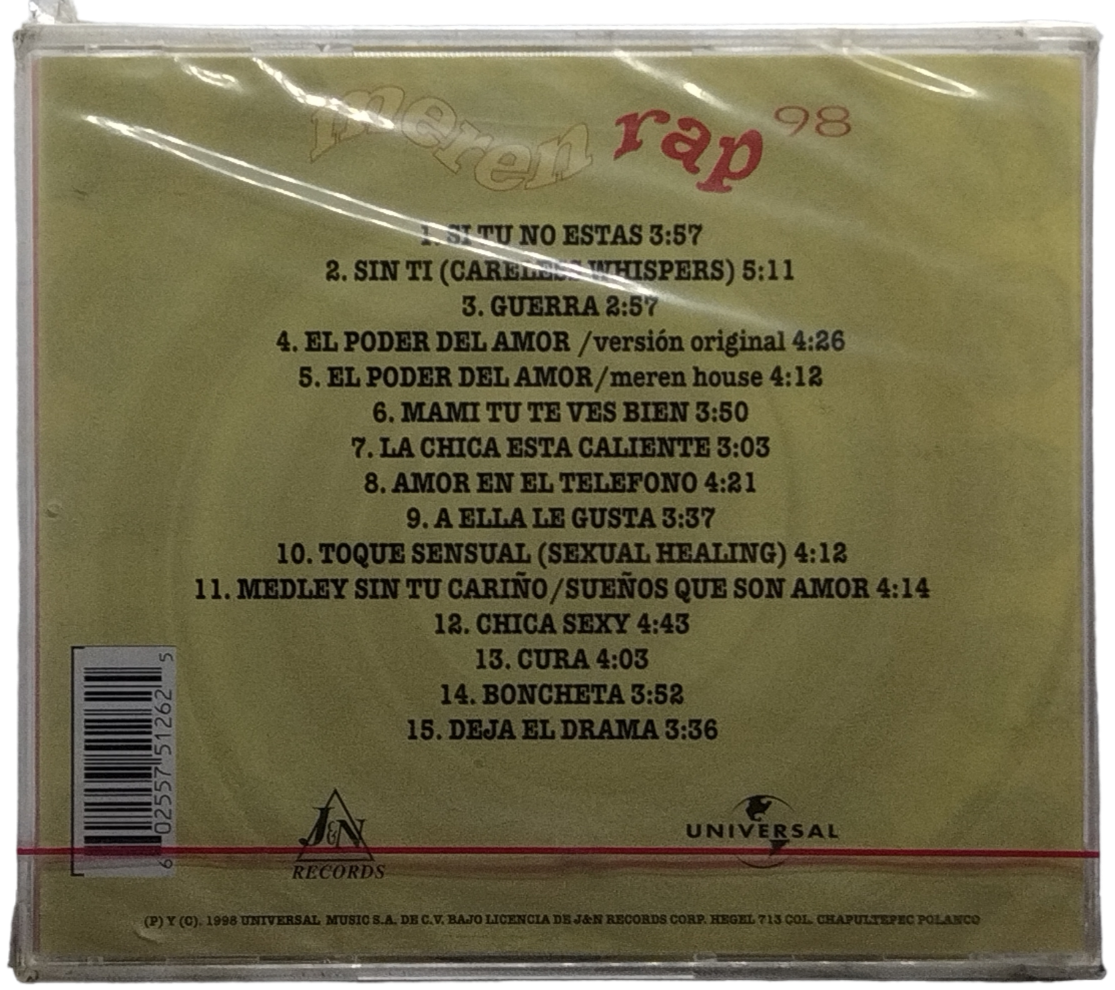 meren rap 98
1. SI TU NO ESTAS 3:57
2. SIN TI (CARELESS WHISPERS) 5:11
3. GUERRA 2:57
4. EL PODER DEL AMOR /versión original 4:26
5. EL PODER DEL AMOR/meren house 4:12
6. MAMI TU TE VES BIEN 3:50
7. LA CHICA ESTA CALIENTE 3:03
8. AMOR EN EL TELEFONO 4:21
9. A ELLA LE GUSTA 3:37
10. TOQUE SENSUAL (SEXUAL HEALING) 4:12
11. MEDLEY SIN TU CARIÑO/SUEÑOS QUE SON AMOR 4:14
12. CHICA SEXY 4:43
13. CURA 4:03
14. BONCHETA 3:52
15. DEJA EL DRAMA 3:36
6 02557 51262 5
J&N
RECORDS
UNIVERSAL
(P) Y (C). 1998 UNIVERSAL MUSIC S.A. DE C.V. BAJO LICENCIA DE J&N RECORDS CORP. HEGEL 713 COL. CHAPULTEPEC POLANCO